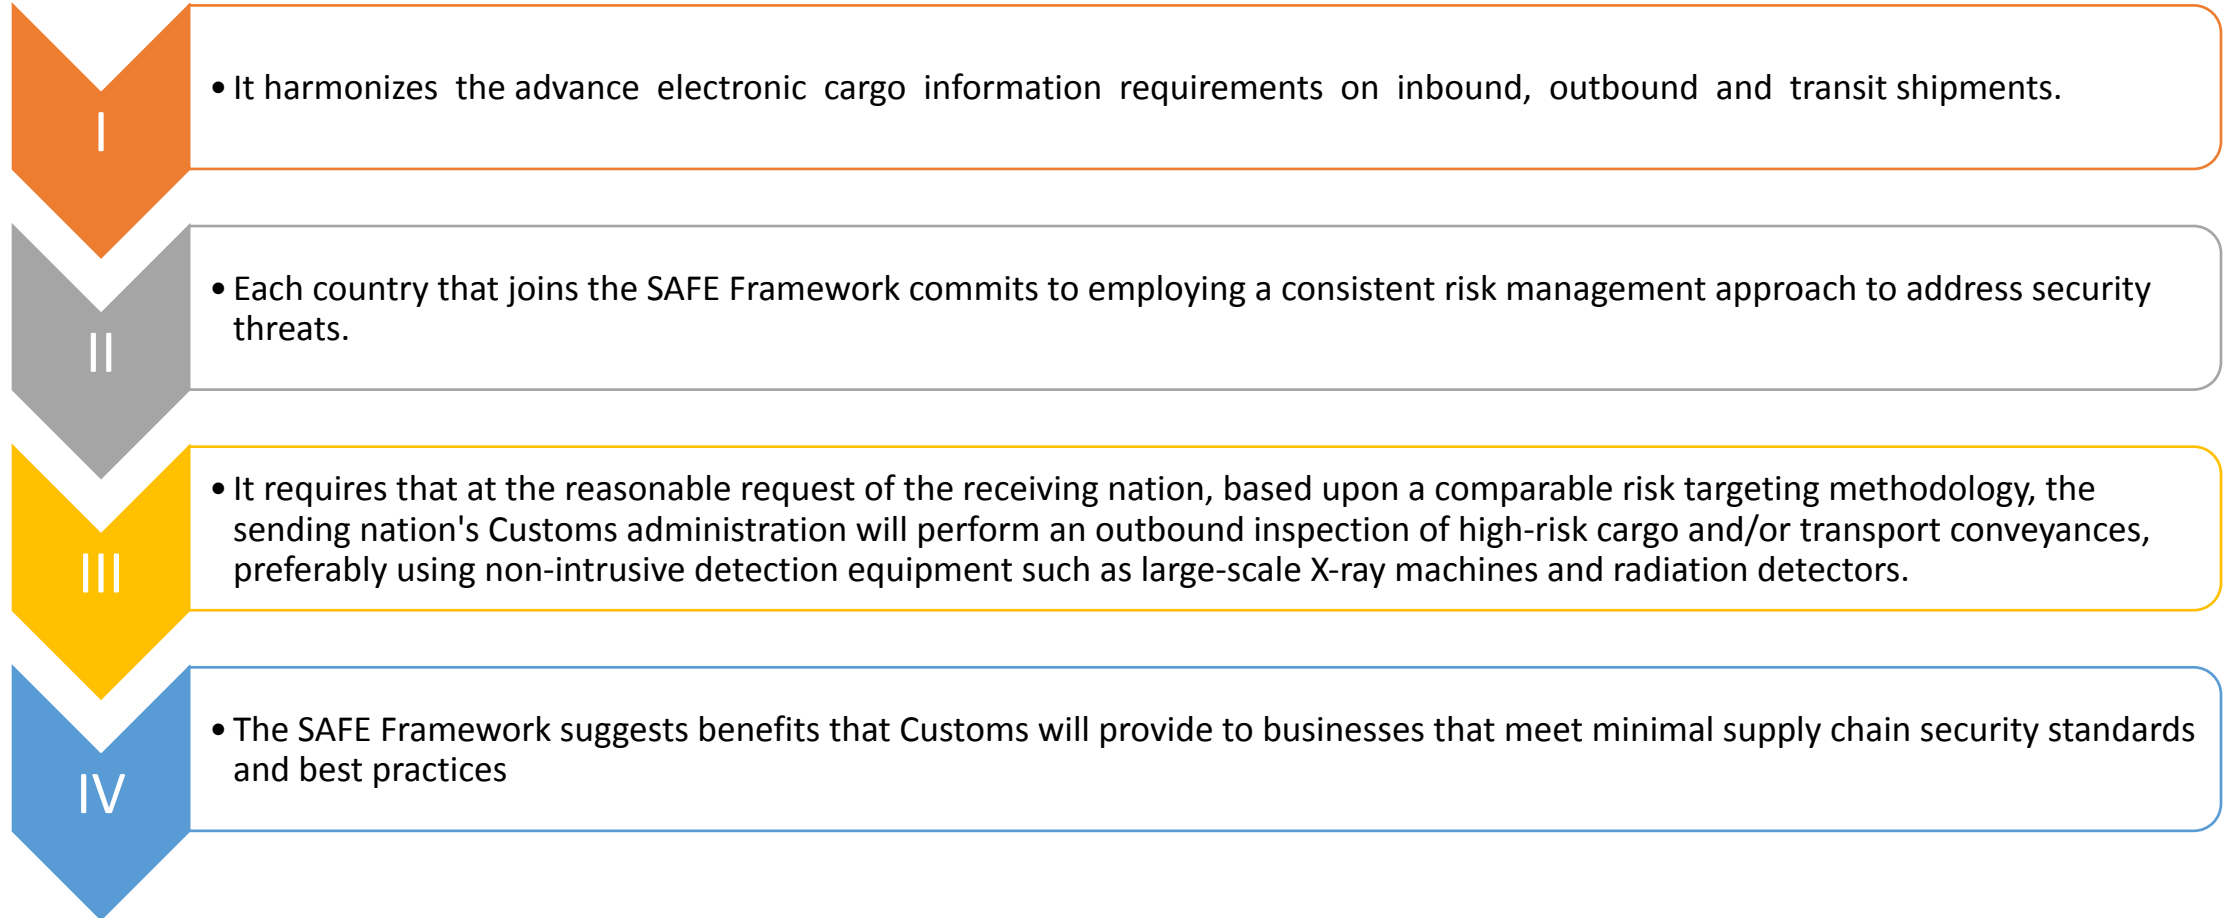 I
• It harmonizes the advance electronic cargo information requirements on inbound, outbound and transit shipments.
II
• Each country that joins the SAFE Framework commits to employing a consistent risk management approach to address security
threats.
III
• It requires that at the reasonable request of the receiving nation, based upon a comparable risk targeting methodology, the
sending nation's Customs administration will perform an outbound inspection of high-risk cargo and/or transport conveyances,
preferably using non-intrusive detection equipment such as large-scale X-ray machines and radiation detectors.
IV
• The SAFE Framework suggests benefits that Customs will provide to businesses that meet minimal supply chain security standards
and best practices